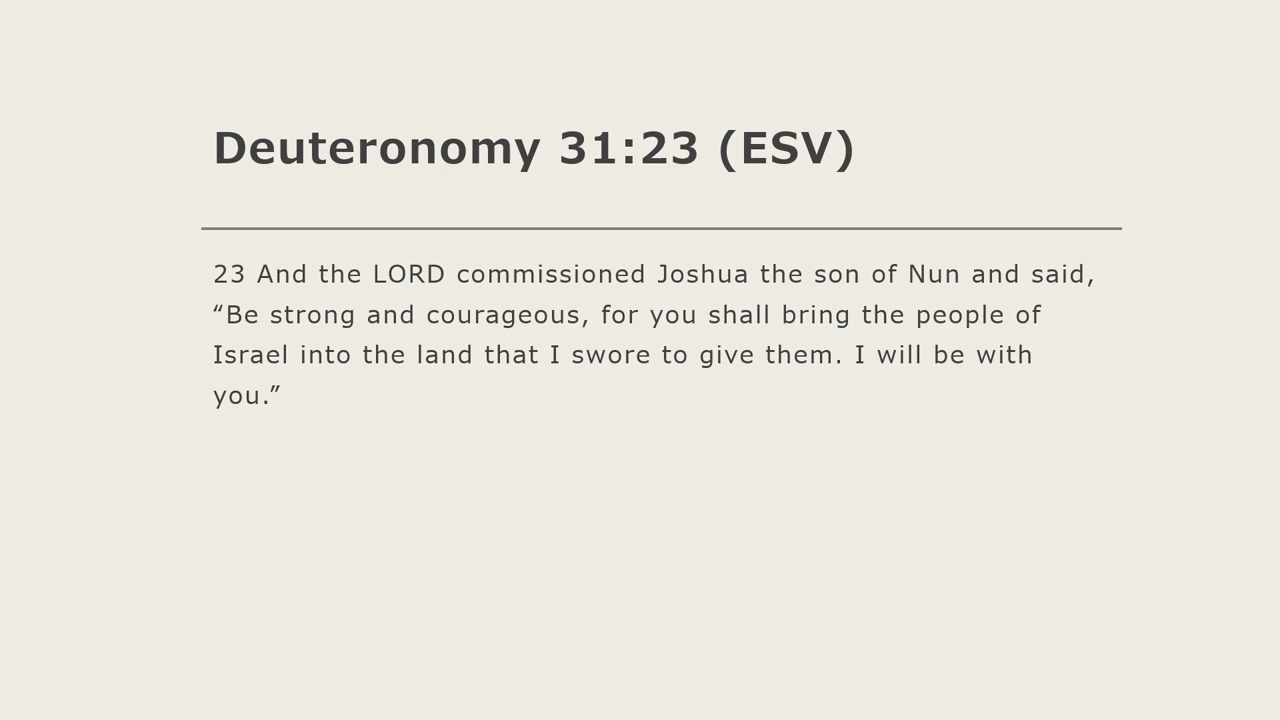 Deuteronomy 31:23 (ESV)
23 And the LORD commissioned Joshua the son of Nun and said,
“Be strong and courageous, for you shall bring the people of
Israel into the land that I swore to give them. I will be with
you.”